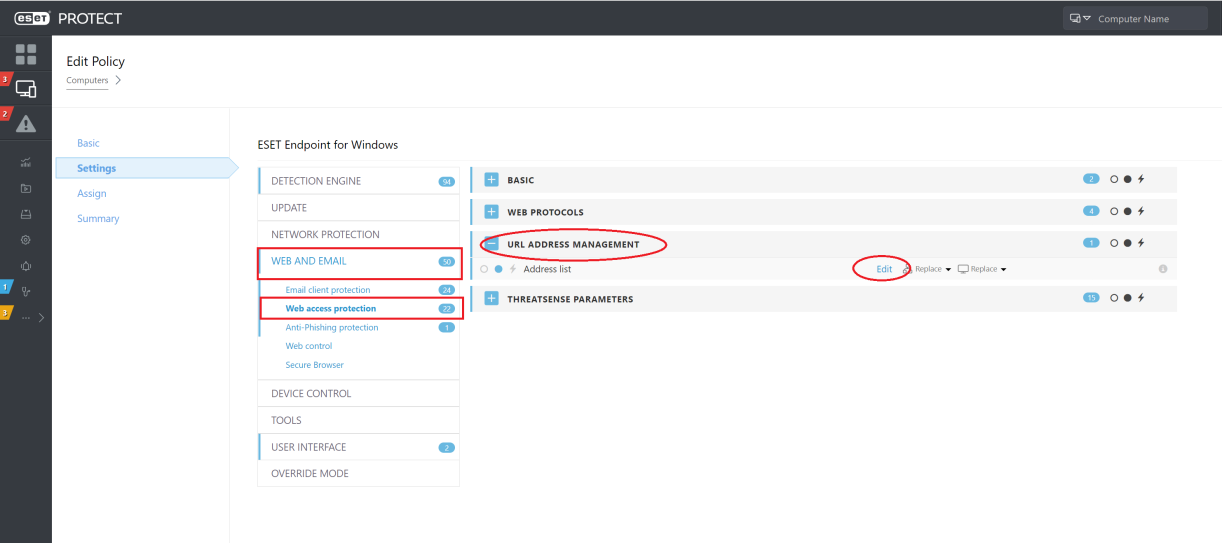 eset PROTECT
Computer Name
Edit Policy
Computers
3
2
1
3
Basic
Settings
Assign
Summary
ESET Endpoint for Windows
DETECTION ENGINE 94
UPDATE
NETWORK PROTECTION
WEB AND EMAIL 50
Email client protection 24
Web access protection 22
Anti-Phishing protection 1
Web control
Secure Browser
DEVICE CONTROL
TOOLS
USER INTERFACE 2
OVERRIDE MODE
BASIC 2
WEB PROTOCOLS 4
URL ADDRESS MANAGEMENT 1
Address list Edit Replace Replace
THREATSENSE PARAMETERS 15